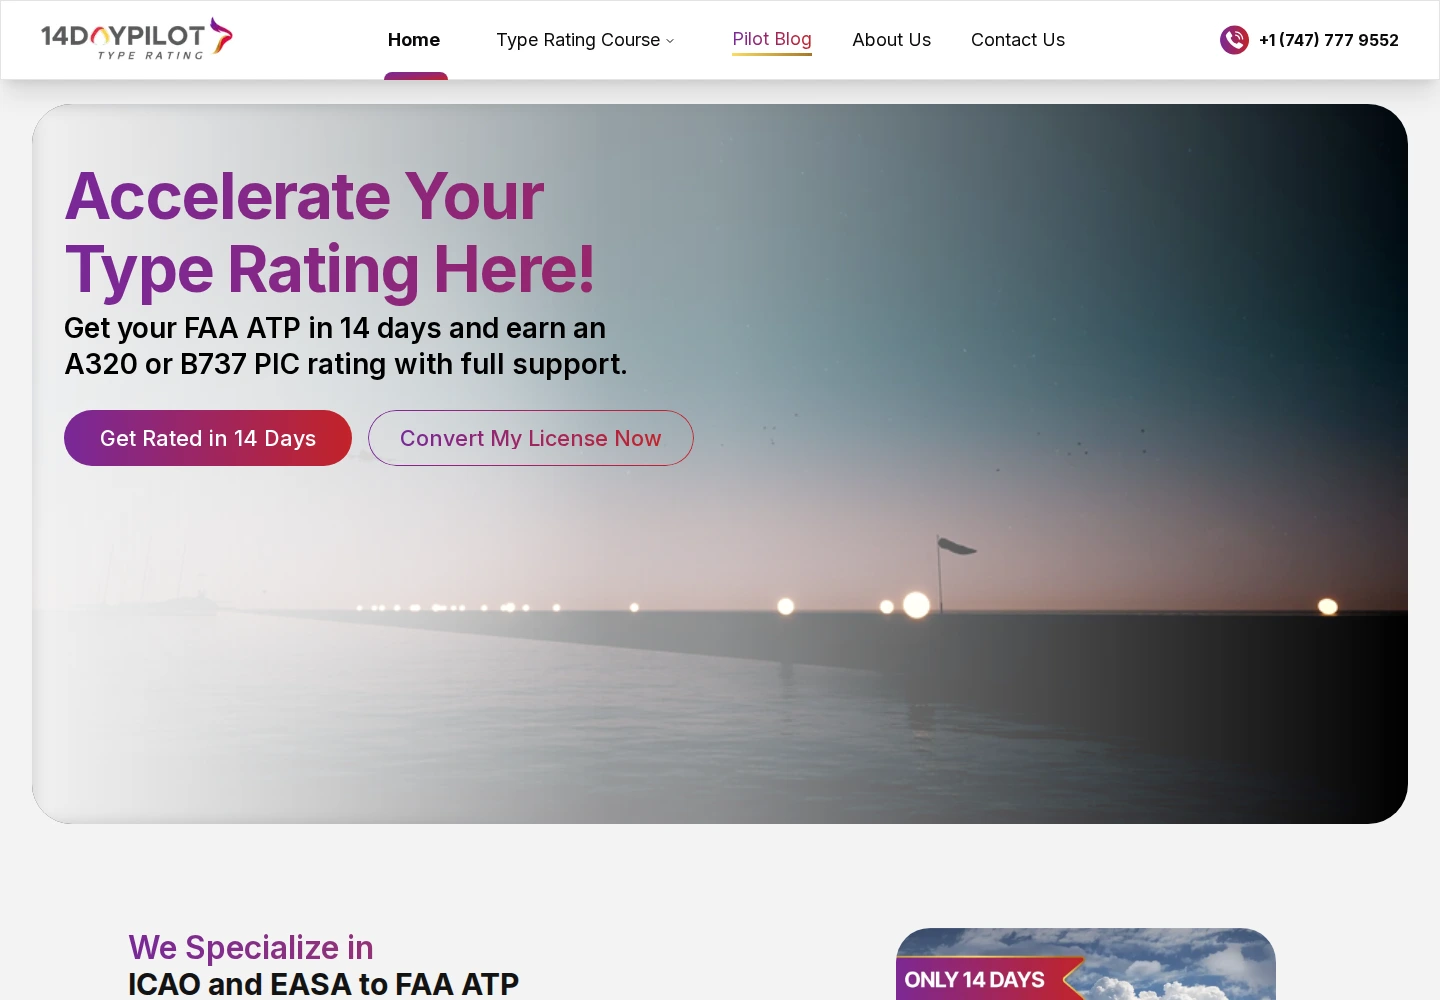 14DAYPILOT
TYPE RATING
Home
Type Rating Course
Pilot Blog
About Us
Contact Us
+1 (747) 777 9552
Accelerate Your
Type Rating Here!
Get your FAA ATP in 14 days and earn an
A320 or B737 PIC rating with full support.
Get Rated in 14 Days
Convert My License Now
We Specialize in
ICAO and EASA to FAA ATP
ONLY 14 DAYS